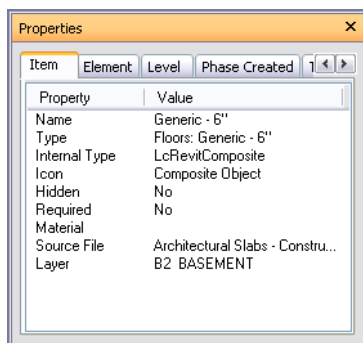 Properties
Item Element Level Phase Created
Property Value
Name Generic - 6"
Type Floors: Generic - 6"
Internal Type LcRevitComposite
Icon Composite Object
Hidden No
Required No
Material
Source File Architectural Slabs - Constru...
Layer B2 BASEMENT